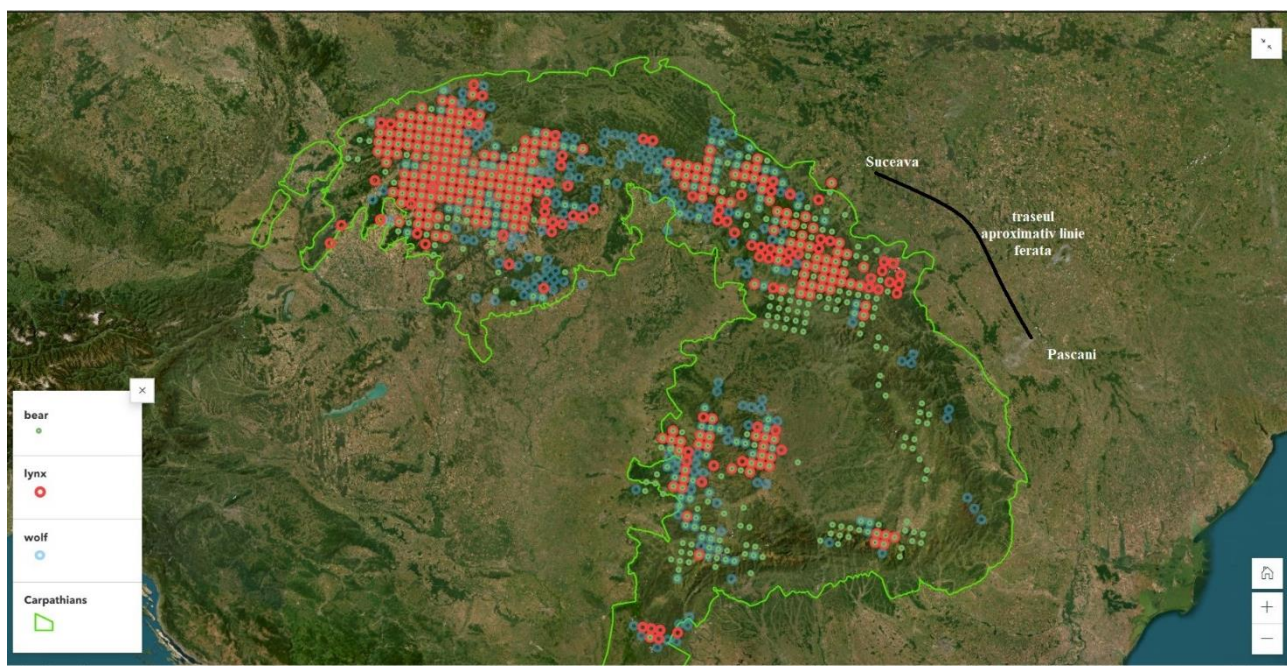 Suceava
traseul
aproximativ linie
ferata
Pascani
bear
lynx
wolf
Carpathians